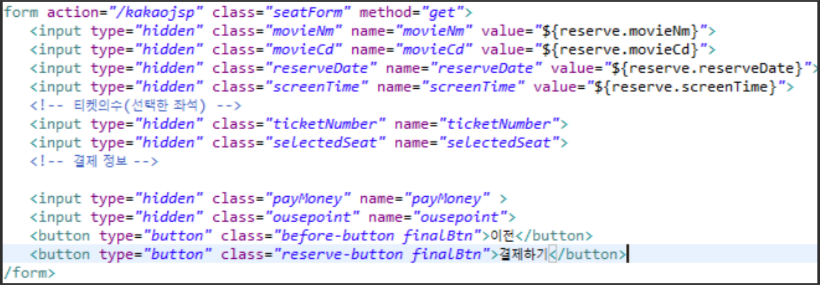 form action="/kakaojsp" class="seatForm" method="get">
<input type="hidden" class="movieNm" name="movieNm" value="${reserve.movieNm}">
<input type="hidden" class="movieCd" name="movieCd" value="${reserve.movieCd}">
<input type="hidden" class="reserveDate" name="reserveDate" value="${reserve.reserveDate}">
<input type="hidden" class="screenTime" name="screenTime" value="${reserve.screenTime}">
<!-- 티켓의수(선택한 좌석) -->
<input type="hidden" class="ticketNumber" name="ticketNumber">
<input type="hidden" class="selectedSeat" name="selectedSeat">
<!-- 결제 정보 -->
<input type="hidden" class="payMoney" name="payMoney" >
<input type="hidden" class="ousepoint" name="ousepoint">
<button type="button" class="before-button finalBtn">이전</button>
<button type="button" class="reserve-button finalBtn">결제하기</button>
/form>